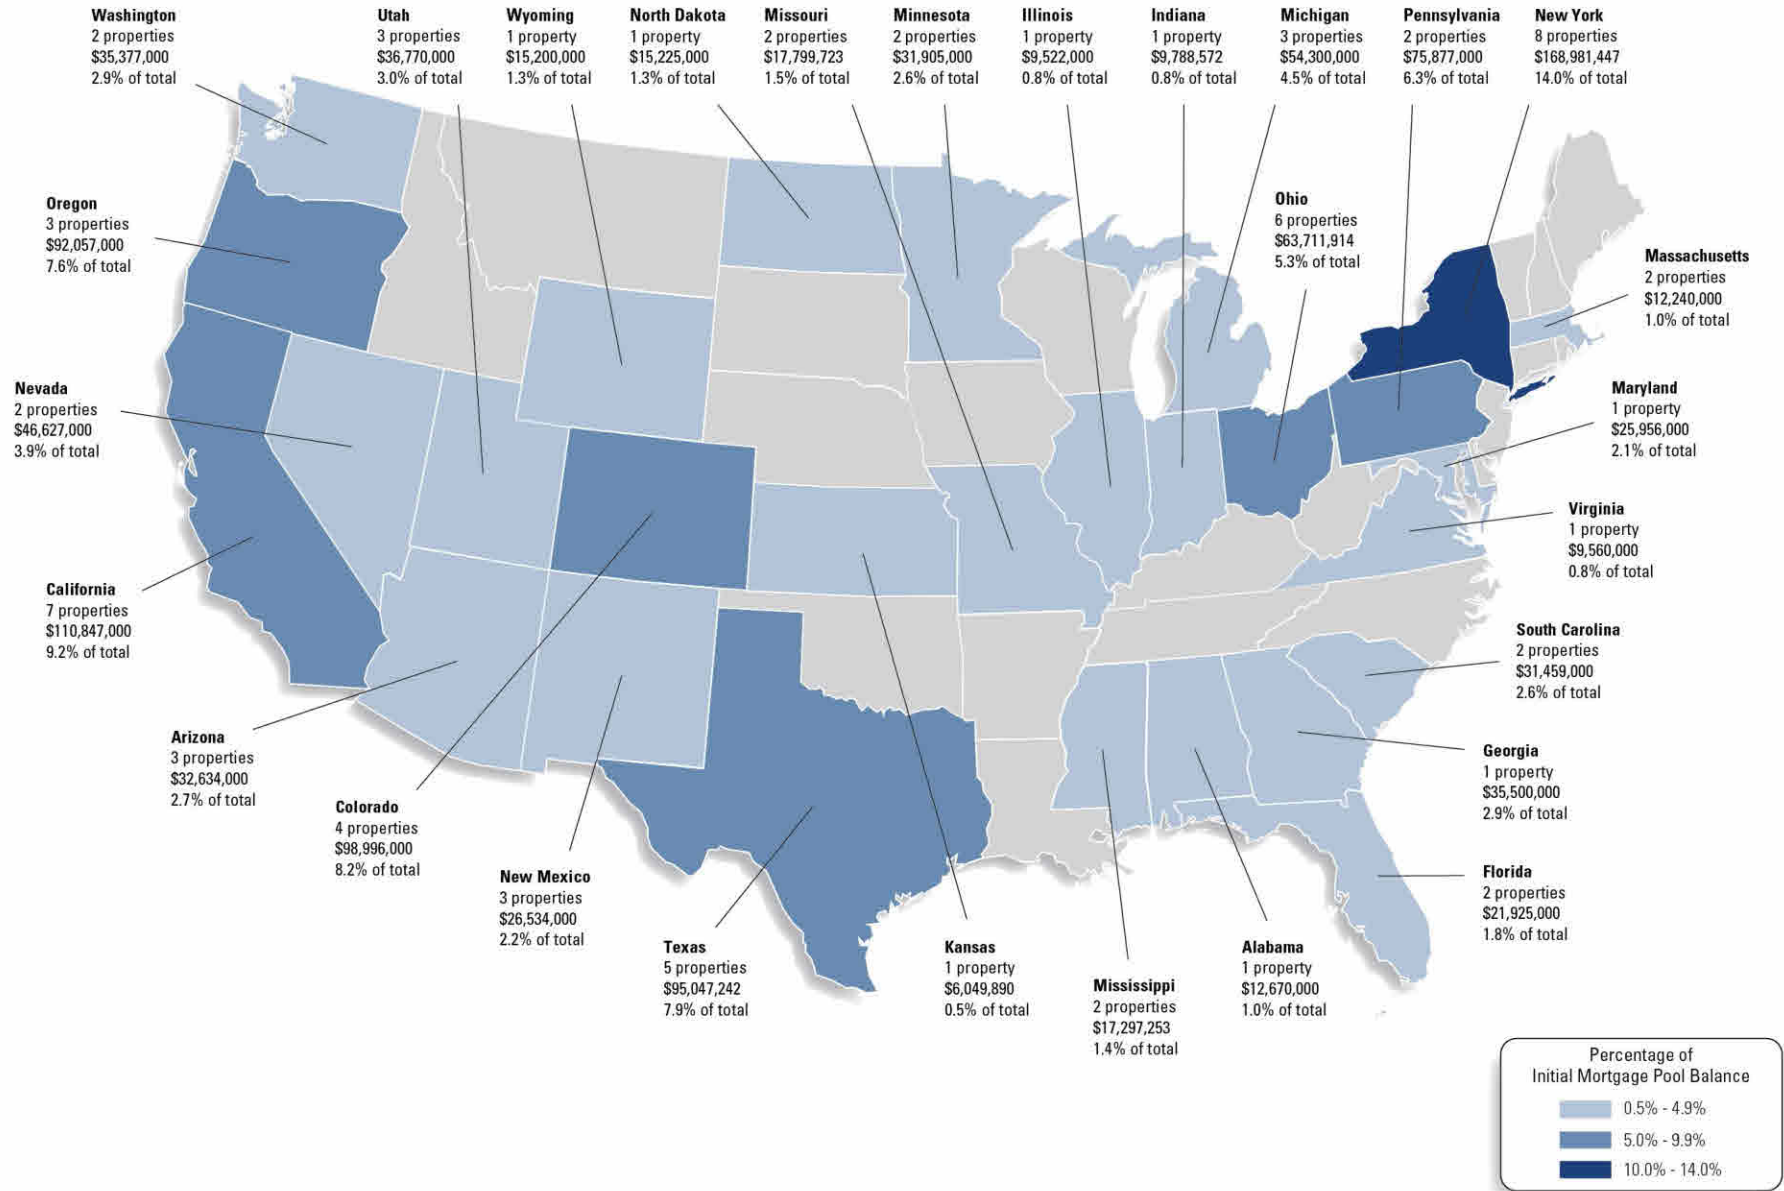 Washington
2 properties
$35,377,000
2.9% of total
Utah
3 properties
$36,770,000
3.0% of total
Wyoming
1 property
$15,200,000
1.3% of total
North Dakota
1 property
$15,225,000
1.3% of total
Missouri
2 properties
$17,799,723
1.5% of total
Minnesota
2 properties
$31,905,000
2.6% of total
Illinois
1 property
$9,522,000
0.8% of total
Indiana
1 property
$9,788,572
0.8% of total
Michigan
3 properties
$54,300,000
4.5% of total
Pennsylvania
2 properties
$75,877,000
6.3% of total
New York
8 properties
$168,981,447
14.0% of total
Oregon
3 properties
$92,057,000
7.6% of total
Ohio
6 properties
$63,711,914
5.3% of total
Massachusetts
2 properties
$12,240,000
1.0% of total
Nevada
2 properties
$46,627,000
3.9% of total
Maryland
1 property
$25,956,000
2.1% of total
Virginia
1 property
$9,560,000
0.8% of total
California
7 properties
$110,847,000
9.2% of total
South Carolina
2 properties
$31,459,000
2.6% of total
Arizona
3 properties
$32,634,000
2.7% of total
Georgia
1 property
$35,500,000
2.9% of total
Colorado
4 properties
$98,996,000
8.2% of total
New Mexico
3 properties
$26,534,000
2.2% of total
Florida
2 properties
$21,925,000
1.8% of total
Texas
5 properties
$95,047,242
7.9% of total
Kansas
1 property
$6,049,890
0.5% of total
Mississippi
2 properties
$17,297,253
1.4% of total
Alabama
1 property
$12,670,000
1.0% of total
Percentage of
Initial Mortgage Pool Balance
0.5% - 4.9%
5.0% - 9.9%
10.0% - 14.0%